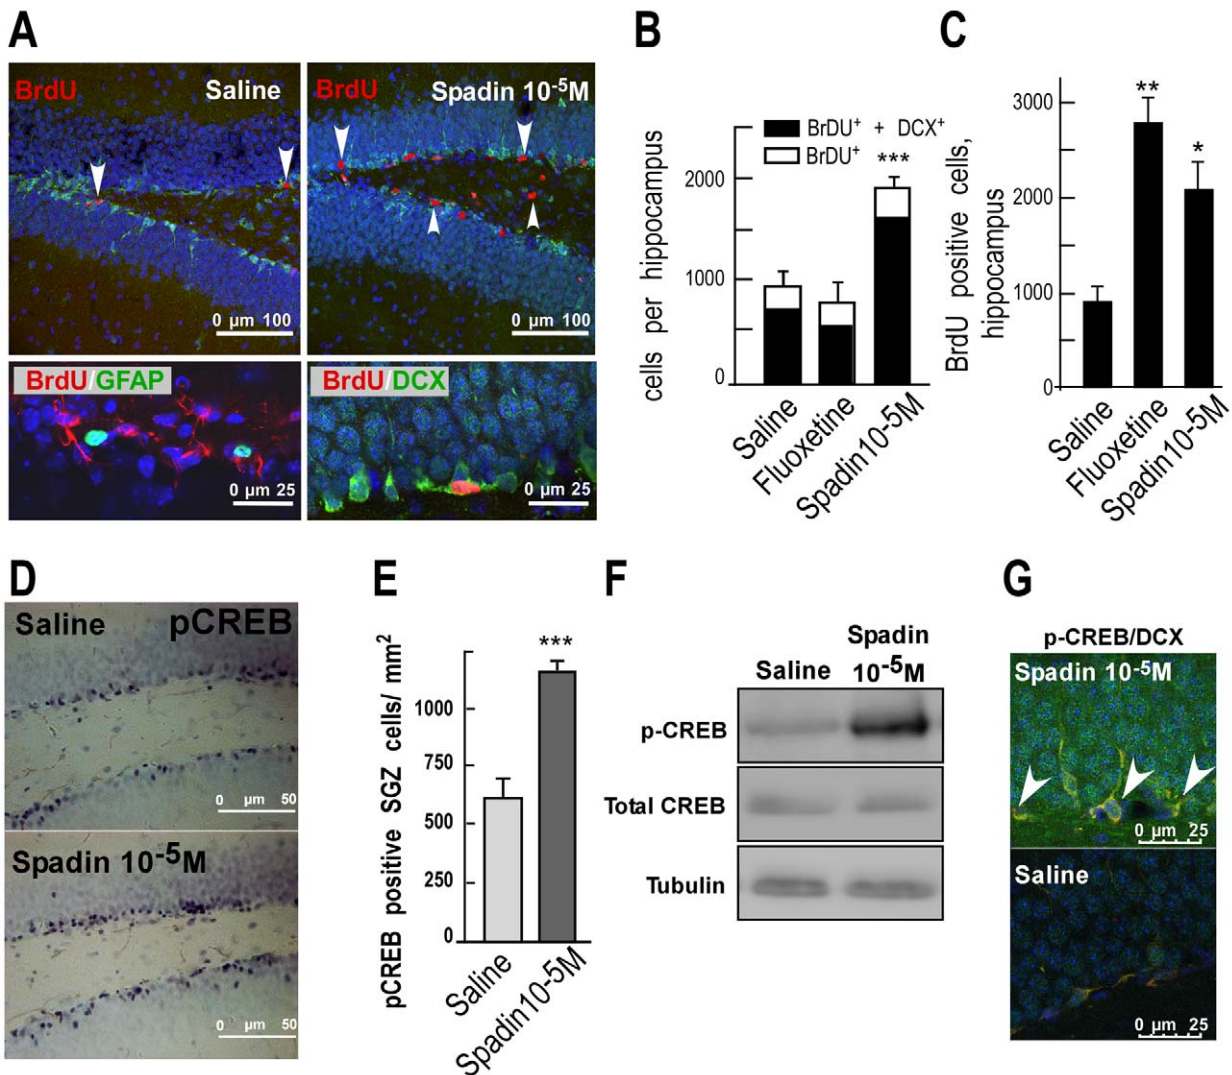 A
BrdU Saline
BrdU Spadin 10-5M
0 µm 100
0 µm 100
BrdU/GFAP
BrdU/DCX
0 µm 25
0 µm 25
B
cells per hippocampus
BrDU+ + DCX+
BrDU+
***
2000
1000
0
Saline
Fluoxetine
Spadin10-5M
C
BrdU positive cells,
hippocampus
3000
2000
1000
0
**
*
Saline
Fluoxetine
Spadin10-5M
D
Saline pCREB
0 µm 50
Spadin 10-5M
0 µm 50
E
pCREB positive SGZ cells/ mm2
***
1000
750
500
250
0
Saline
Spadin10-5M
F
Saline
Spadin
10-5M
p-CREB
Total CREB
Tubulin
G
p-CREB/DCX
Spadin 10-5M
0 µm 25
Saline
0 µm 25